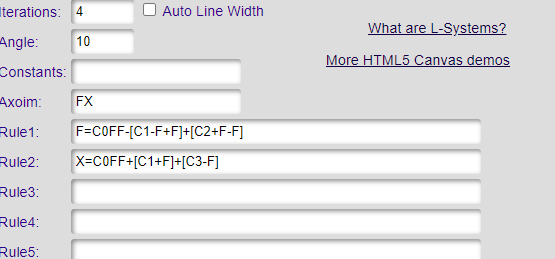 Iterations: 4 Auto Line Width
What are L-Systems?
Angle: 10
More HTML5 Canvas demos
Constants:
Axoim: FX
Rule1: F=C0FF-[C1-F+F]+[C2+F-F]
Rule2: X=C0FF+[C1+F]+[C3-F]
Rule3:
Rule4:
Rule5: